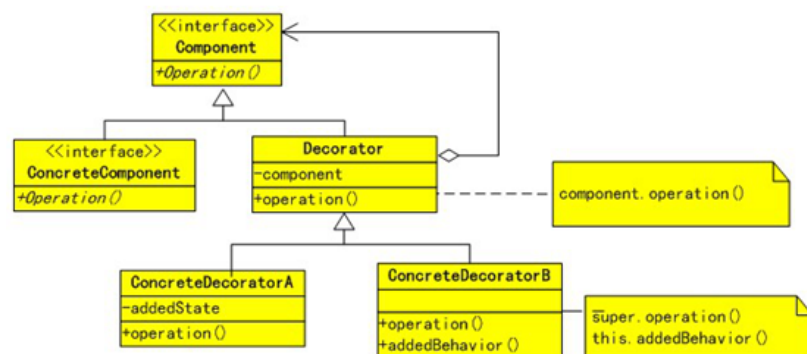 <<interface>>
Component
+Operation()
<<interface>>
ConcreteComponent
+Operation()
Decorator
-component
+operation()
component.operation()
ConcreteDecoratorA
-addedState
+operation()
ConcreteDecoratorB
+operation()
+addedBehavior()
super.operation()
this.addedBehavior()